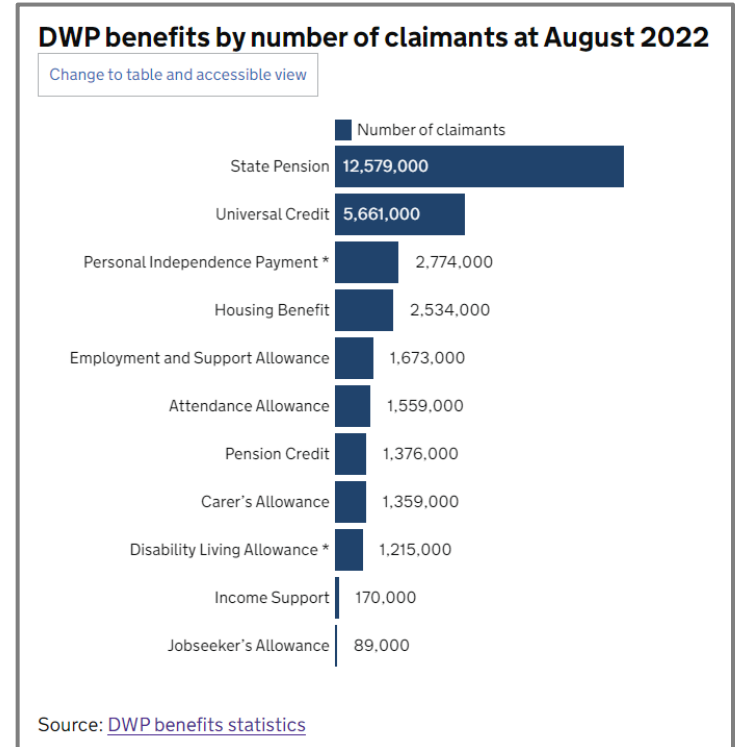 DWP benefits by number of claimants at August 2022
Change to table and accessible view
Number of claimants
State Pension 12,579,000
Universal Credit 5,661,000
Personal Independence Payment * 2,774,000
Housing Benefit 2,534,000
Employment and Support Allowance 1,673,000
Attendance Allowance 1,559,000
Pension Credit 1,376,000
Carer’s Allowance 1,359,000
Disability Living Allowance * 1,215,000
Income Support 170,000
Jobseeker’s Allowance 89,000
Source: DWP benefits statistics